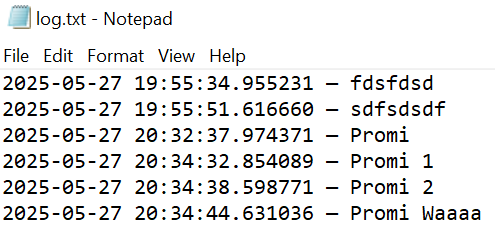 log.txt - Notepad
File Edit Format View Help
2025-05-27 19:55:34.955231 — fdsfdsd
2025-05-27 19:55:51.616660 — sdfsdsdf
2025-05-27 20:32:37.974371 — Promi
2025-05-27 20:34:32.854089 — Promi 1
2025-05-27 20:34:38.598771 — Promi 2
2025-05-27 20:34:44.631036 — Promi Waaaa